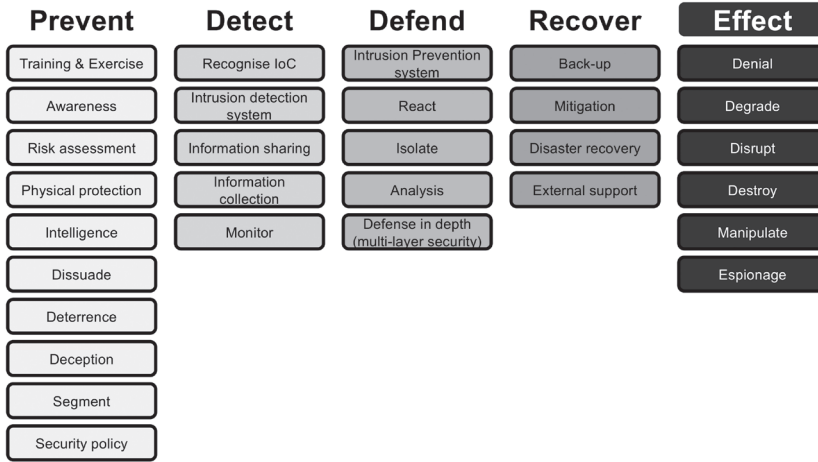 Prevent
Training & Exercise
Awareness
Risk assessment
Physical protection
Intelligence
Dissuade
Deterrence
Deception
Segment
Security policy
Detect
Recognise IoC
Intrusion detection
system
Information sharing
Information
collection
Monitor
Defend
Intrusion Prevention
system
React
Isolate
Analysis
Defense in depth
(multi-layer security)
Recover
Back-up
Mitigation
Disaster recovery
External support
Effect
Denial
Degrade
Disrupt
Destroy
Manipulate
Espionage